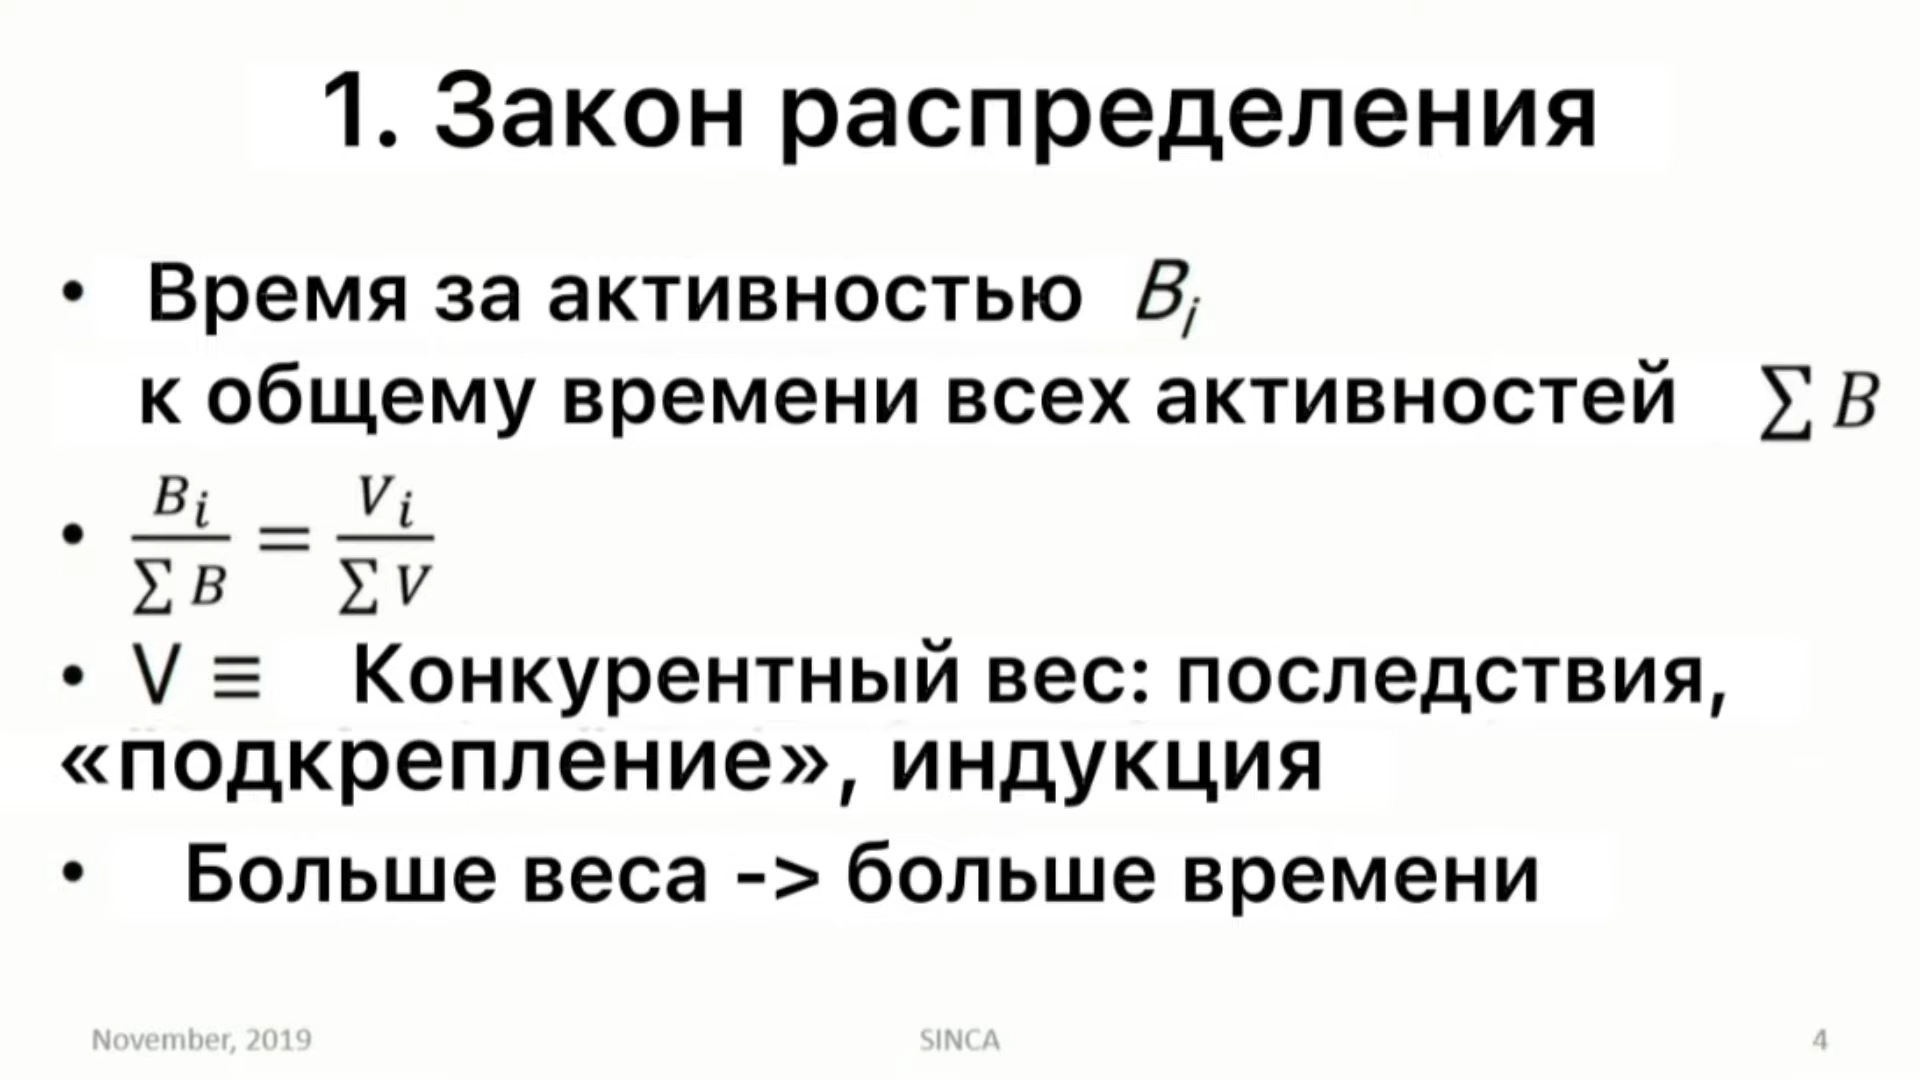 1. Закон распределения
• Время за активностью B_i
к общему времени всех активностей ∑ B
• B_i / ∑ B = V_i / ∑ V
• V ≡ Конкурентный вес: последствия,
«подкрепление», индукция
• Больше веса -> больше времени
November, 2019 SINCA 4